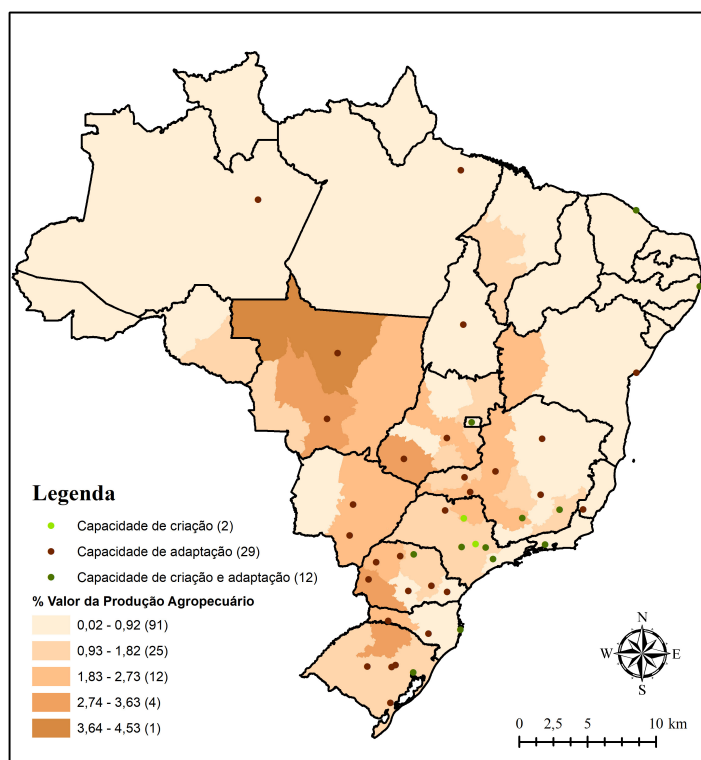 Legenda
Capacidade de criação (2)
Capacidade de adaptação (29)
Capacidade de criação e adaptação (12)
% Valor da Produção Agropecuário
0,02 - 0,92 (91)
0,93 - 1,82 (25)
1,83 - 2,73 (12)
2,74 - 3,63 (4)
3,64 - 4,53 (1)
N
W E
S
0 2,5 5 10 km